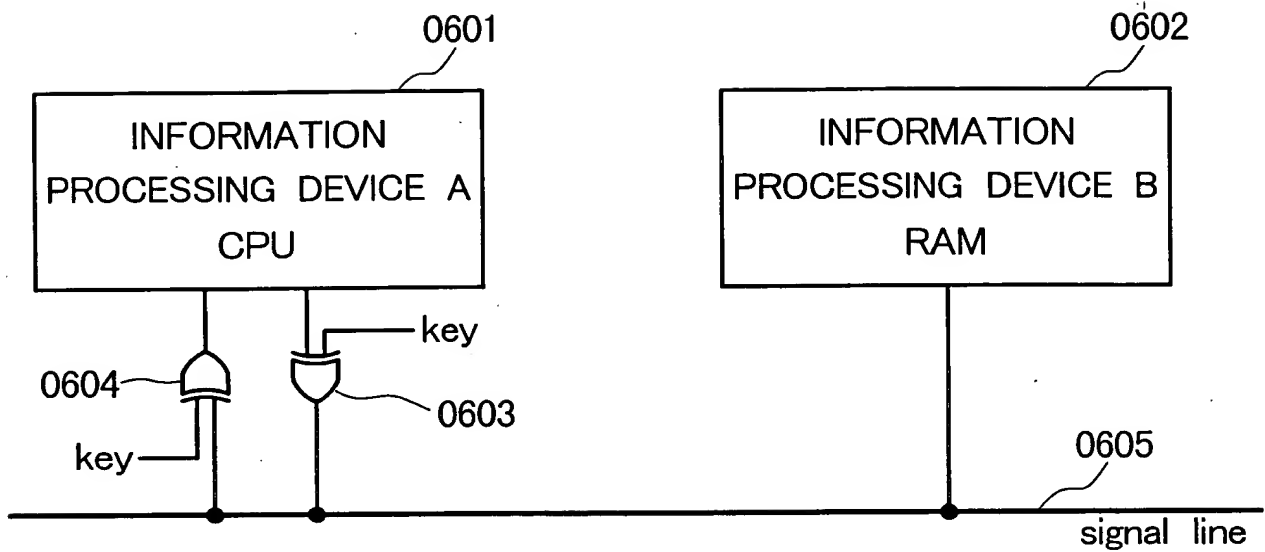 0601
0602
INFORMATION
PROCESSING DEVICE A
CPU
INFORMATION
PROCESSING DEVICE B
RAM
key
0604
0603
key
0605
signal line